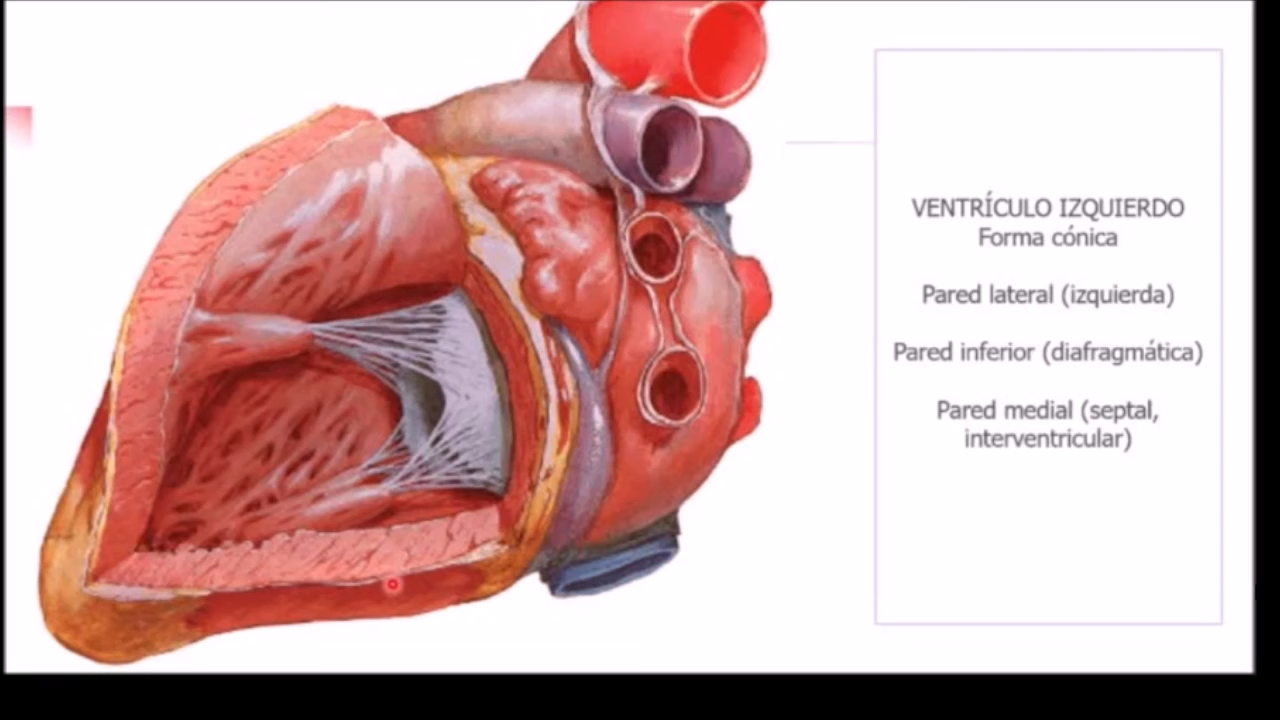 VENTRÍCULO IZQUIERDO
Forma cónica
Pared lateral (izquierda)
Pared inferior (diafragmática)
Pared medial (septal,
interventricular)